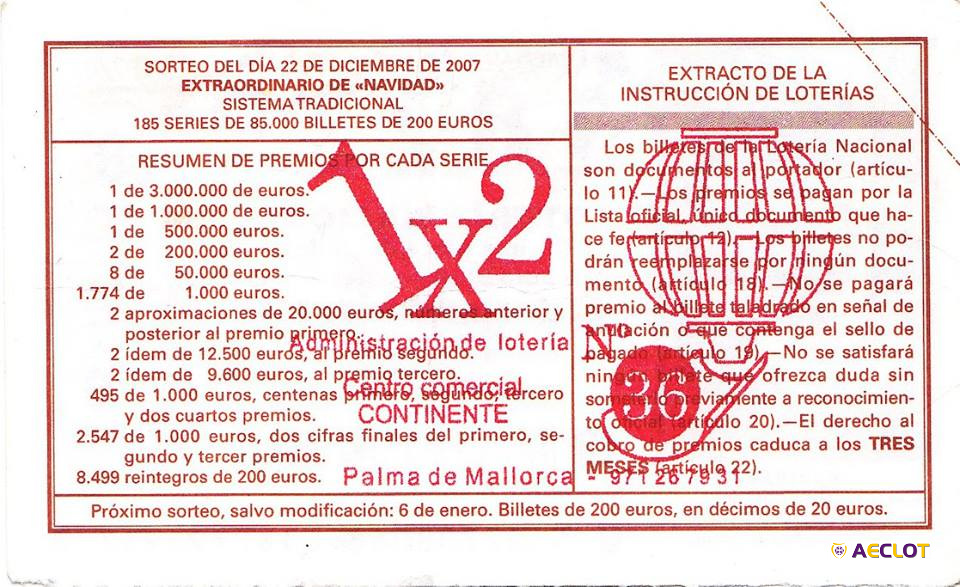 SORTEO DEL DÍA 22 DE DICIEMBRE DE 2007
EXTRAORDINARIO DE «NAVIDAD»
SISTEMA TRADICIONAL
185 SERIES DE 85.000 BILLETES DE 200 EUROS
RESUMEN DE PREMIOS POR CADA SERIE
1 de 3.000.000 de euros.
1 de 1.000.000 de euros.
1 de 500.000 euros.
2 de 200.000 euros.
8 de 50.000 euros.
1.774 de 1.000 euros.
2 aproximaciones de 20.000 euros, números anterior y
posterior al premio primero.
2 ídem de 12.500 euros, al premio segundo.
2 ídem de 9.600 euros, al premio tercero.
495 de 1.000 euros, centenas primero, segundo, tercero
y dos cuartos premios.
2.547 de 1.000 euros, dos cifras finales del primero, se-
gundo y tercer premios.
8.499 reintegros de 200 euros.
EXTRACTO DE LA
INSTRUCCIÓN DE LOTERÍAS
Los billetes de la Lotería Nacional
son documentos al portador (artícu-
lo 11).—Los premios se pagan por la
Lista oficial, único documento que ha-
ce fe (artículo 12).—Los billetes no po-
drán reemplazarse por ningún docu-
mento (artículo 18).—No se pagará
premio al billete taladrado en señal de
anulación o que contenga el sello de
pagado (artículo 19).—No se satisfará
ningún billete que ofrezca duda sin
someterlo previamente a reconocimien-
to oficial (artículo 20).—El derecho al
cobro de premios caduca a los TRES
MESES (artículo 22).
1x2
Administración de lotería Nº
36
Centro comercial
CONTINENTE
Palma de Mallorca - 971267931
Próximo sorteo, salvo modificación: 6 de enero. Billetes de 200 euros, en décimos de 20 euros.
AECLOT